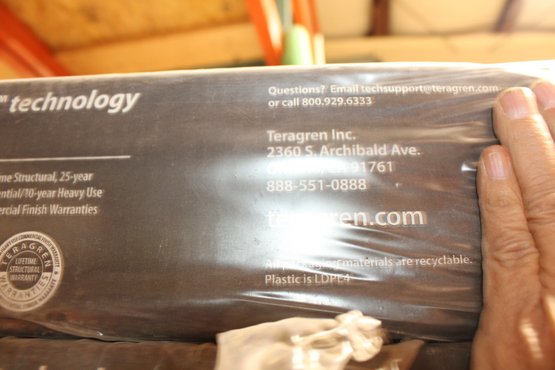 ™ technology
Questions? Email techsupport@teragren.com
or call 800.929.6333
Teragren Inc.
2360 S. Archibald Ave.
91761
888-551-0888
teragren.com
me Structural, 25-year
ential/10-year Heavy Use
ercial Finish Warranties
TERAGREN
LIFETIME
STRUCTURAL
WARRANTY
WARRANTIES
materials are recyclable.
Plastic is LDPE4